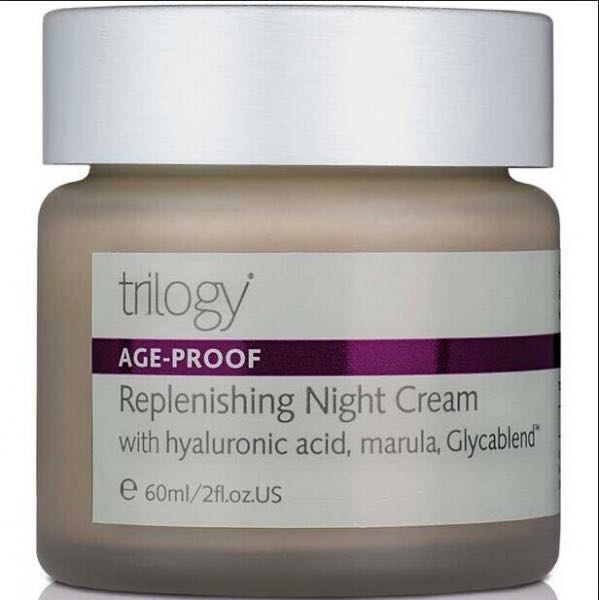 trilogy®
AGE-PROOF
Replenishing Night Cream
with hyaluronic acid, marula, Glycablend™
e 60ml/2fl.oz.US